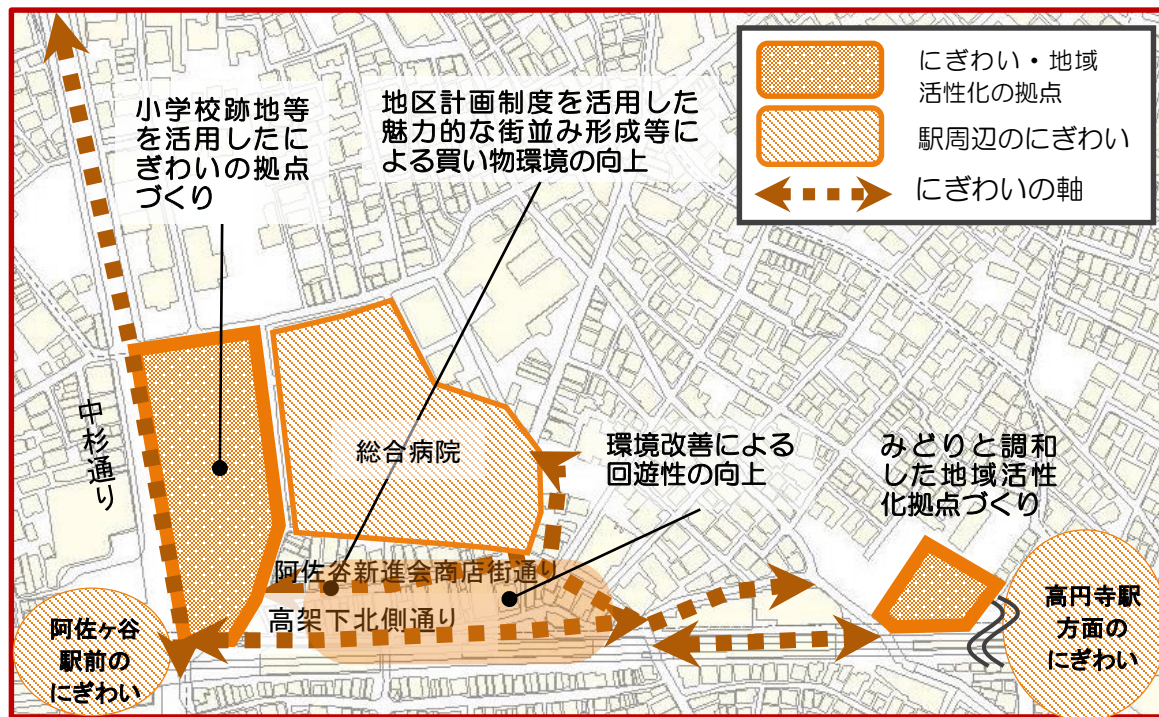 小学校跡地等
を活用したに
ぎわいの拠点
づくり
地区計画制度を活用した
魅力的な街並み形成等に
よる買い物環境の向上
にぎわい・地域
活性化の拠点
駅周辺のにぎわい
にぎわいの軸
中杉通り
総合病院
環境改善による
回遊性の向上
みどりと調和
した地域活性
化拠点づくり
阿佐谷新進会商店街通り
高架下北側通り
阿佐ヶ谷
駅前の
にぎわい
高円寺駅
方面の
にぎわい